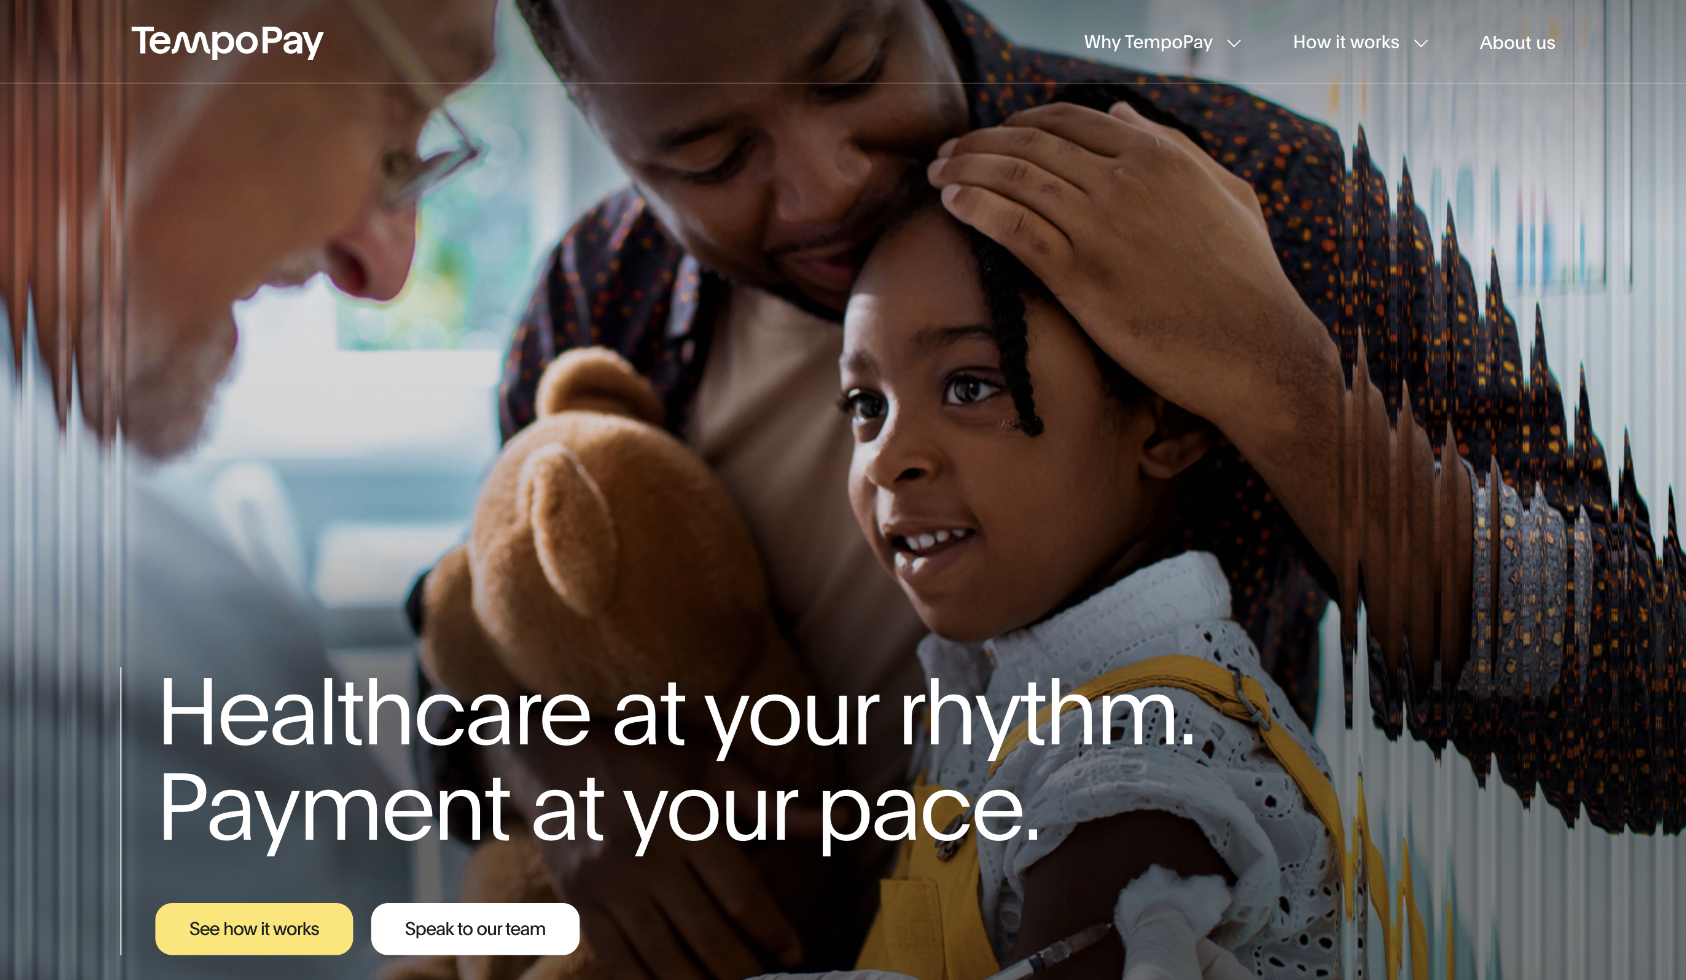 TempoPay
Why TempoPay
How it works
About us
Healthcare at your rhythm.
Payment at your pace.
See how it works
Speak to our team